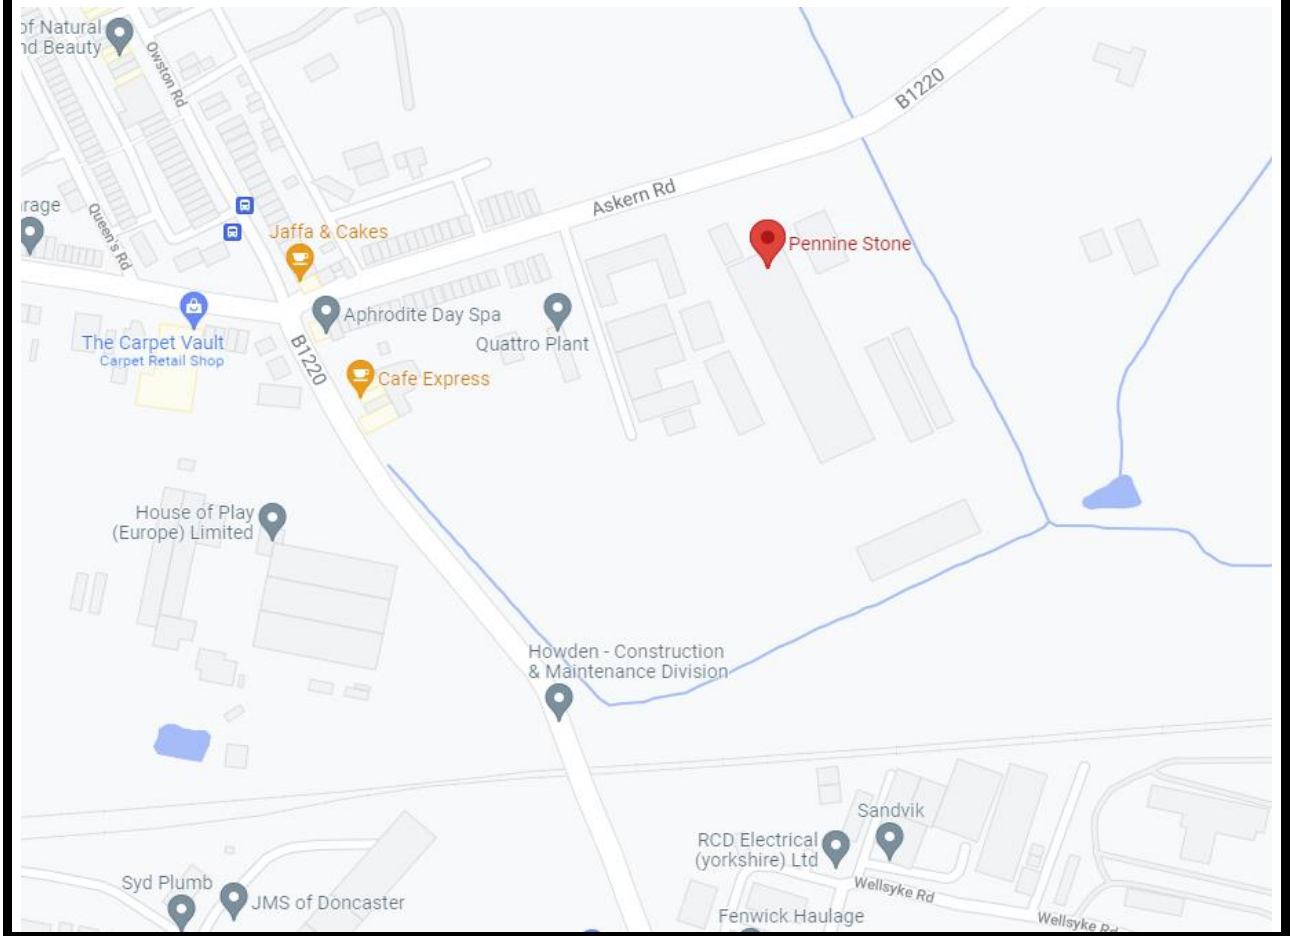 of Natural
nd Beauty
Owston Rd
B1220
Askern Rd
rage
Queen's Rd
Jaffa & Cakes
Pennine Stone
Aphrodite Day Spa
The Carpet Vault
Carpet Retail Shop
B1220
Quattro Plant
Cafe Express
House of Play
(Europe) Limited
Howden - Construction
& Maintenance Division
Sandvik
RCD Electrical
(yorkshire) Ltd
Syd Plumb
JMS of Doncaster
Wellsyke Rd
Fenwick Haulage
Wellsyke Rd